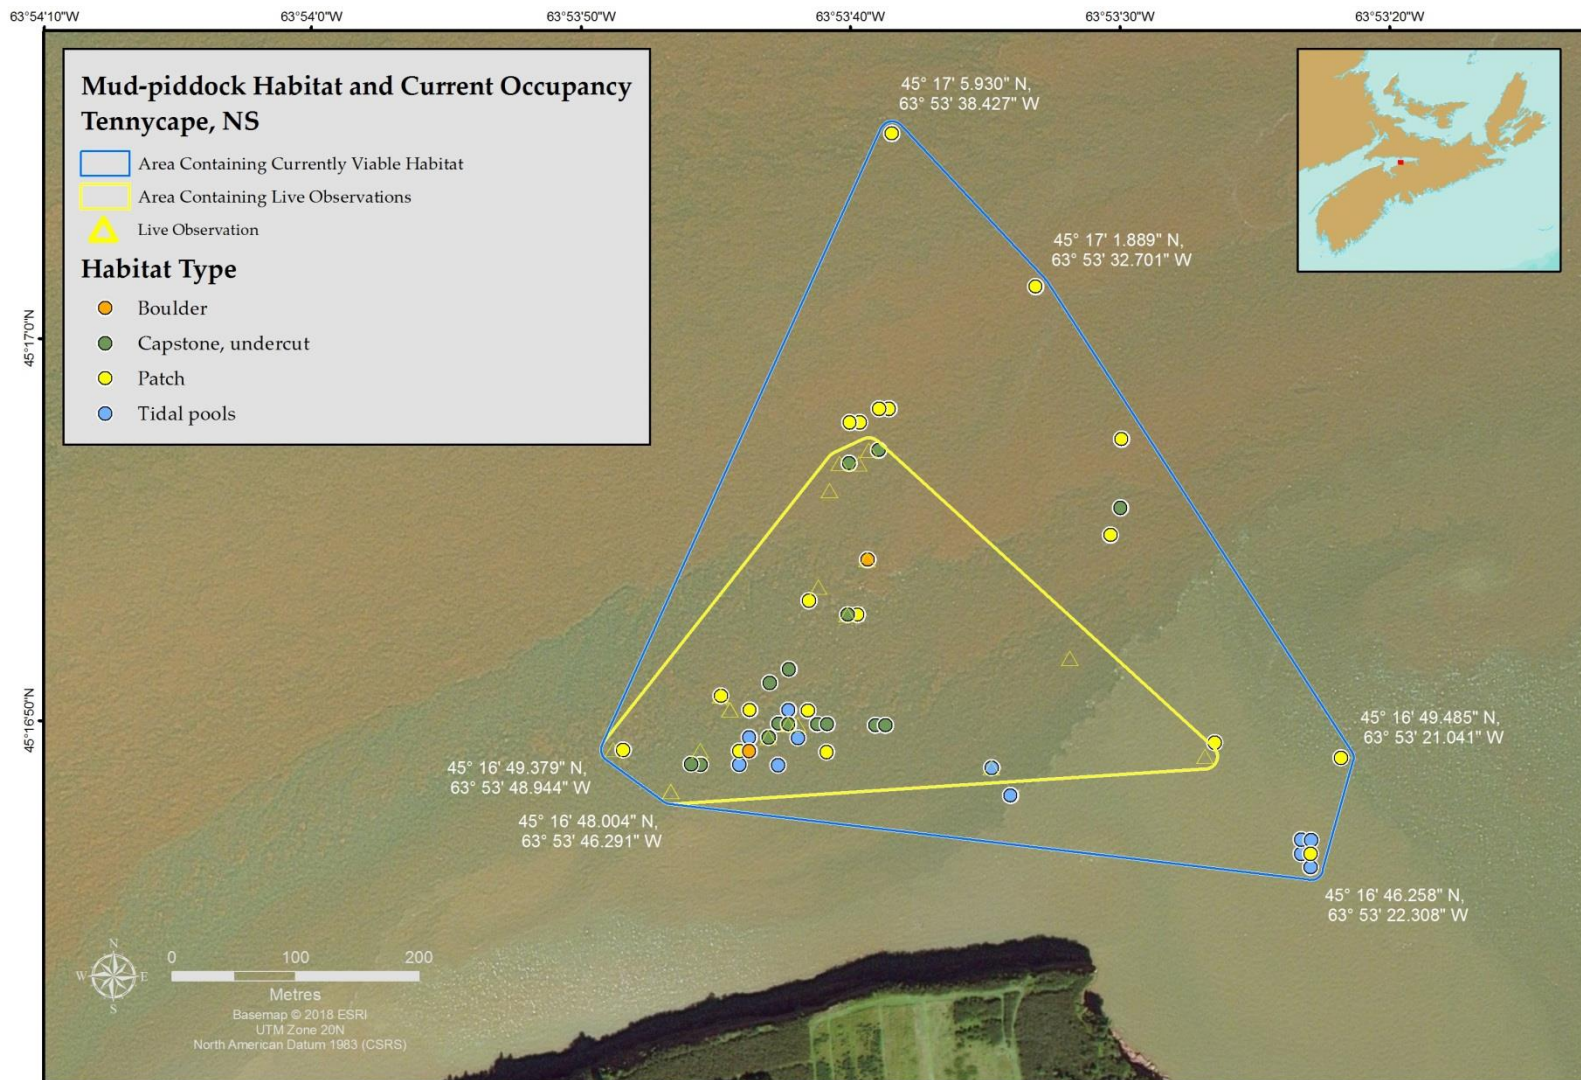 63°54'10"W
63°54'0"W
63°53'50"W
63°53'40"W
63°53'30"W
63°53'20"W
Mud-piddock Habitat and Current Occupancy
Tennycape, NS
Area Containing Currently Viable Habitat
Area Containing Live Observations
Live Observation
Habitat Type
Boulder
Capstone, undercut
Patch
Tidal pools
45° 17' 5.930" N,
63° 53' 38.427" W
45° 17' 1.889" N,
63° 53' 32.701" W
45°17'0"N
45°16'50"N
45° 16' 49.485" N,
63° 53' 21.041" W
45° 16' 49.379" N,
63° 53' 48.944" W
45° 16' 48.004" N,
63° 53' 46.291" W
45° 16' 46.258" N,
63° 53' 22.308" W
N
W
E
S
0
100
200
Metres
Basemap © 2018 ESRI
UTM Zone 20N
North American Datum 1983 (CSRS)